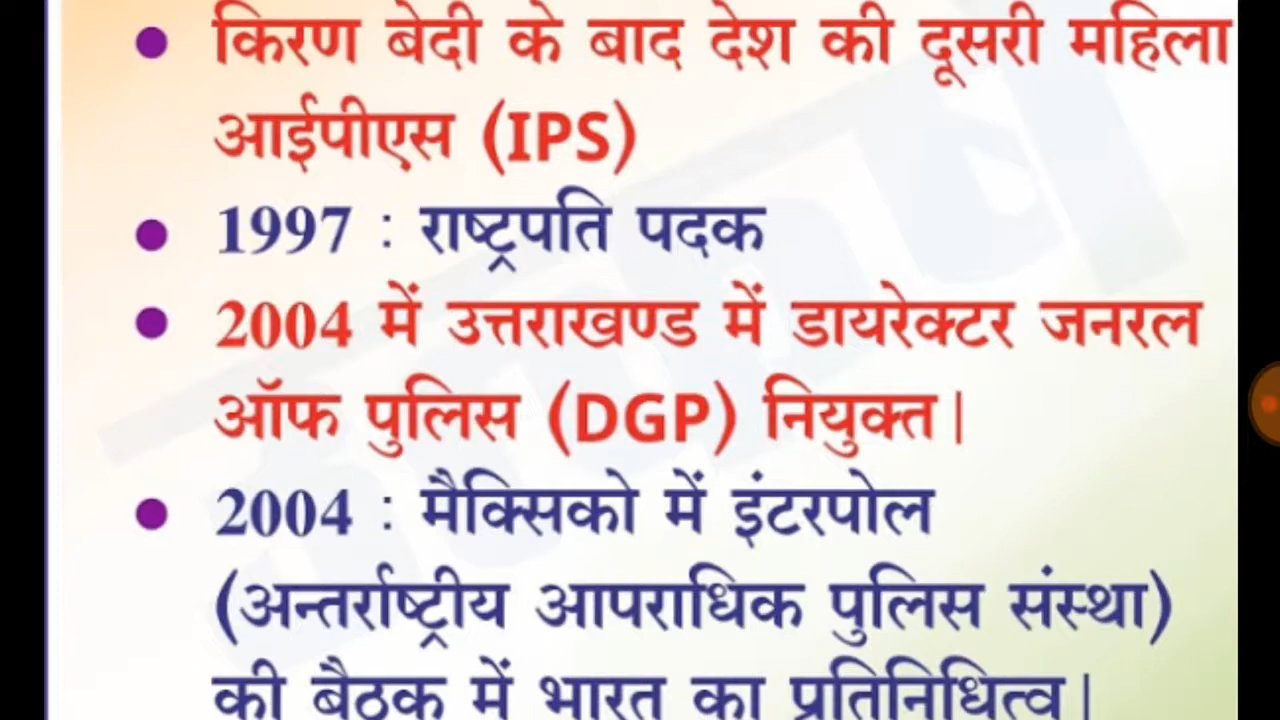 • किरण बेदी के बाद देश की दूसरी महिला
आईपीएस (IPS)
• 1997 : राष्ट्रपति पदक
• 2004 में उत्तराखण्ड में डायरेक्टर जनरल
ऑफ पुलिस (DGP) नियुक्त|
• 2004 : मैक्सिको में इंटरपोल
(अन्तर्राष्ट्रीय आपराधिक पुलिस संस्था)
की बैठक में भारत का प्रतिनिधित्व|